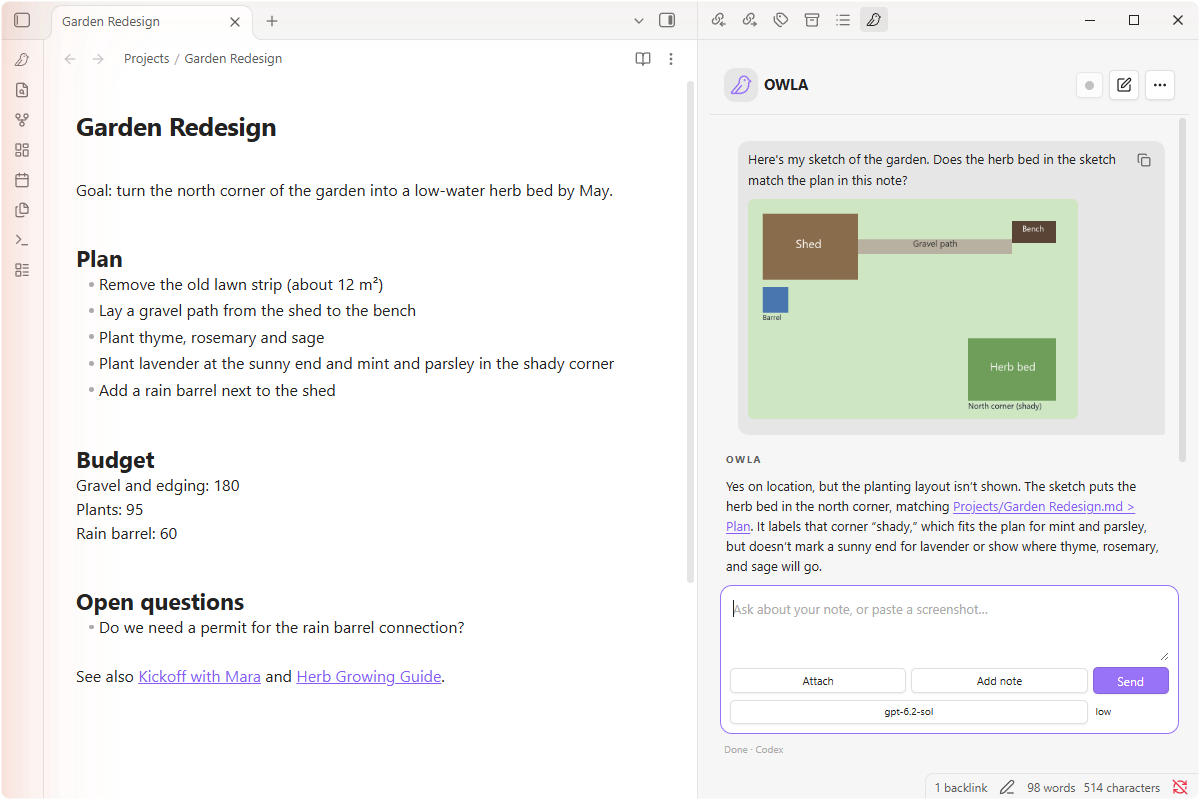 Garden Redesign
Projects / Garden Redesign
Garden Redesign
Goal: turn the north corner of the garden into a low-water herb bed by May.
Plan
Remove the old lawn strip (about 12 m²)
Lay a gravel path from the shed to the bench
Plant thyme, rosemary and sage
Plant lavender at the sunny end and mint and parsley in the shady corner
Add a rain barrel next to the shed
Budget
Gravel and edging: 180
Plants: 95
Rain barrel: 60
Open questions
Do we need a permit for the rain barrel connection?
See also Kickoff with Mara and Herb Growing Guide.
OWLA
Here's my sketch of the garden. Does the herb bed in the sketch
match the plan in this note?
Shed
Gravel path
Bench
Barrel
Herb bed
North corner (shady)
OWLA
Yes on location, but the planting layout isn’t shown. The sketch puts the
herb bed in the north corner, matching Projects/Garden Redesign.md >
Plan. It labels that corner “shady,” which fits the plan for mint and parsley,
but doesn’t mark a sunny end for lavender or show where thyme, rosemary,
and sage will go.
Ask about your note, or paste a screenshot...
Attach
Add note
Send
gpt-6.2-sol
low
Done · Codex
1 backlink
98 words
514 characters